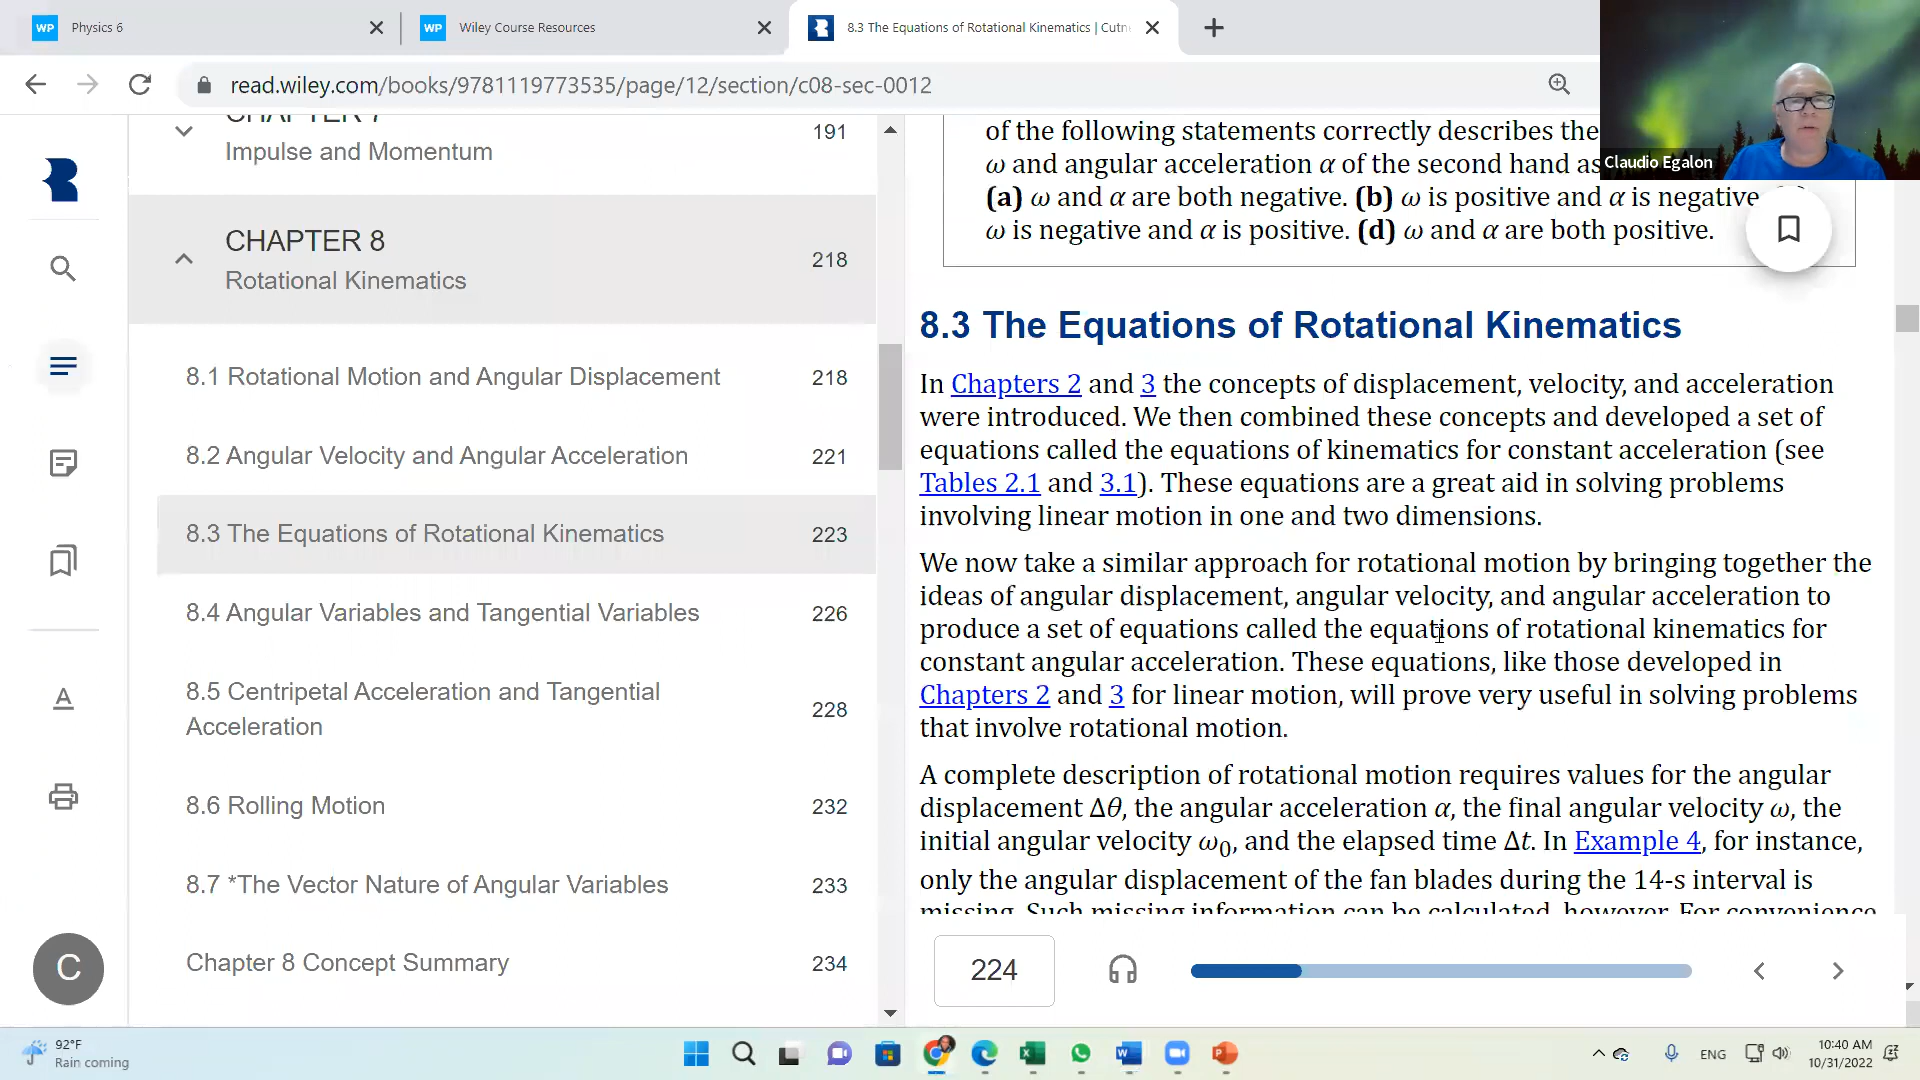 WP Physics 6
WP Wiley Course Resources
8.3 The Equations of Rotational Kinematics | Cutn
read.wiley.com/books/9781119773535/page/12/section/c08-sec-0012
Claudio Egalon
CHAPTER 7
Impulse and Momentum 191
CHAPTER 8
Rotational Kinematics 218
8.1 Rotational Motion and Angular Displacement 218
8.2 Angular Velocity and Angular Acceleration 221
8.3 The Equations of Rotational Kinematics 223
8.4 Angular Variables and Tangential Variables 226
8.5 Centripetal Acceleration and Tangential
Acceleration 228
8.6 Rolling Motion 232
8.7 *The Vector Nature of Angular Variables 233
Chapter 8 Concept Summary 234
A
C
of the following statements correctly describes the
ω and angular acceleration α of the second hand as
(a) ω and α are both negative. (b) ω is positive and α is negative
ω is negative and α is positive. (d) ω and α are both positive.
8.3 The Equations of Rotational Kinematics
In Chapters 2 and 3 the concepts of displacement, velocity, and acceleration
were introduced. We then combined these concepts and developed a set of
equations called the equations of kinematics for constant acceleration (see
Tables 2.1 and 3.1). These equations are a great aid in solving problems
involving linear motion in one and two dimensions.
We now take a similar approach for rotational motion by bringing together the
ideas of angular displacement, angular velocity, and angular acceleration to
produce a set of equations called the equations of rotational kinematics for
constant angular acceleration. These equations, like those developed in
Chapters 2 and 3 for linear motion, will prove very useful in solving problems
that involve rotational motion.
A complete description of rotational motion requires values for the angular
displacement Δθ, the angular acceleration α, the final angular velocity ω, the
initial angular velocity ω₀, and the elapsed time Δt. In Example 4, for instance,
only the angular displacement of the fan blades during the 14-s interval is
missing. Such missing information can be calculated, however. For convenience
224
92°F
Rain coming
ENG
10:40 AM
10/31/2022